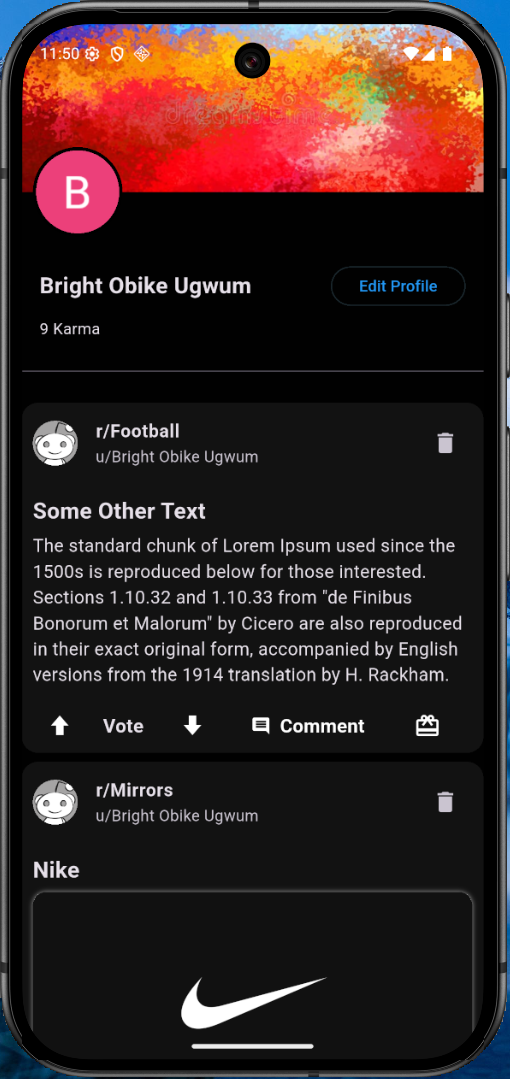 11:50
dreamstime
B
Bright Obike Ugwum
Edit Profile
9 Karma
r/Football
u/Bright Obike Ugwum
Some Other Text
The standard chunk of Lorem Ipsum used since the
1500s is reproduced below for those interested.
Sections 1.10.32 and 1.10.33 from "de Finibus
Bonorum et Malorum" by Cicero are also reproduced
in their exact original form, accompanied by English
versions from the 1914 translation by H. Rackham.
Vote
Comment
r/Mirrors
u/Bright Obike Ugwum
Nike